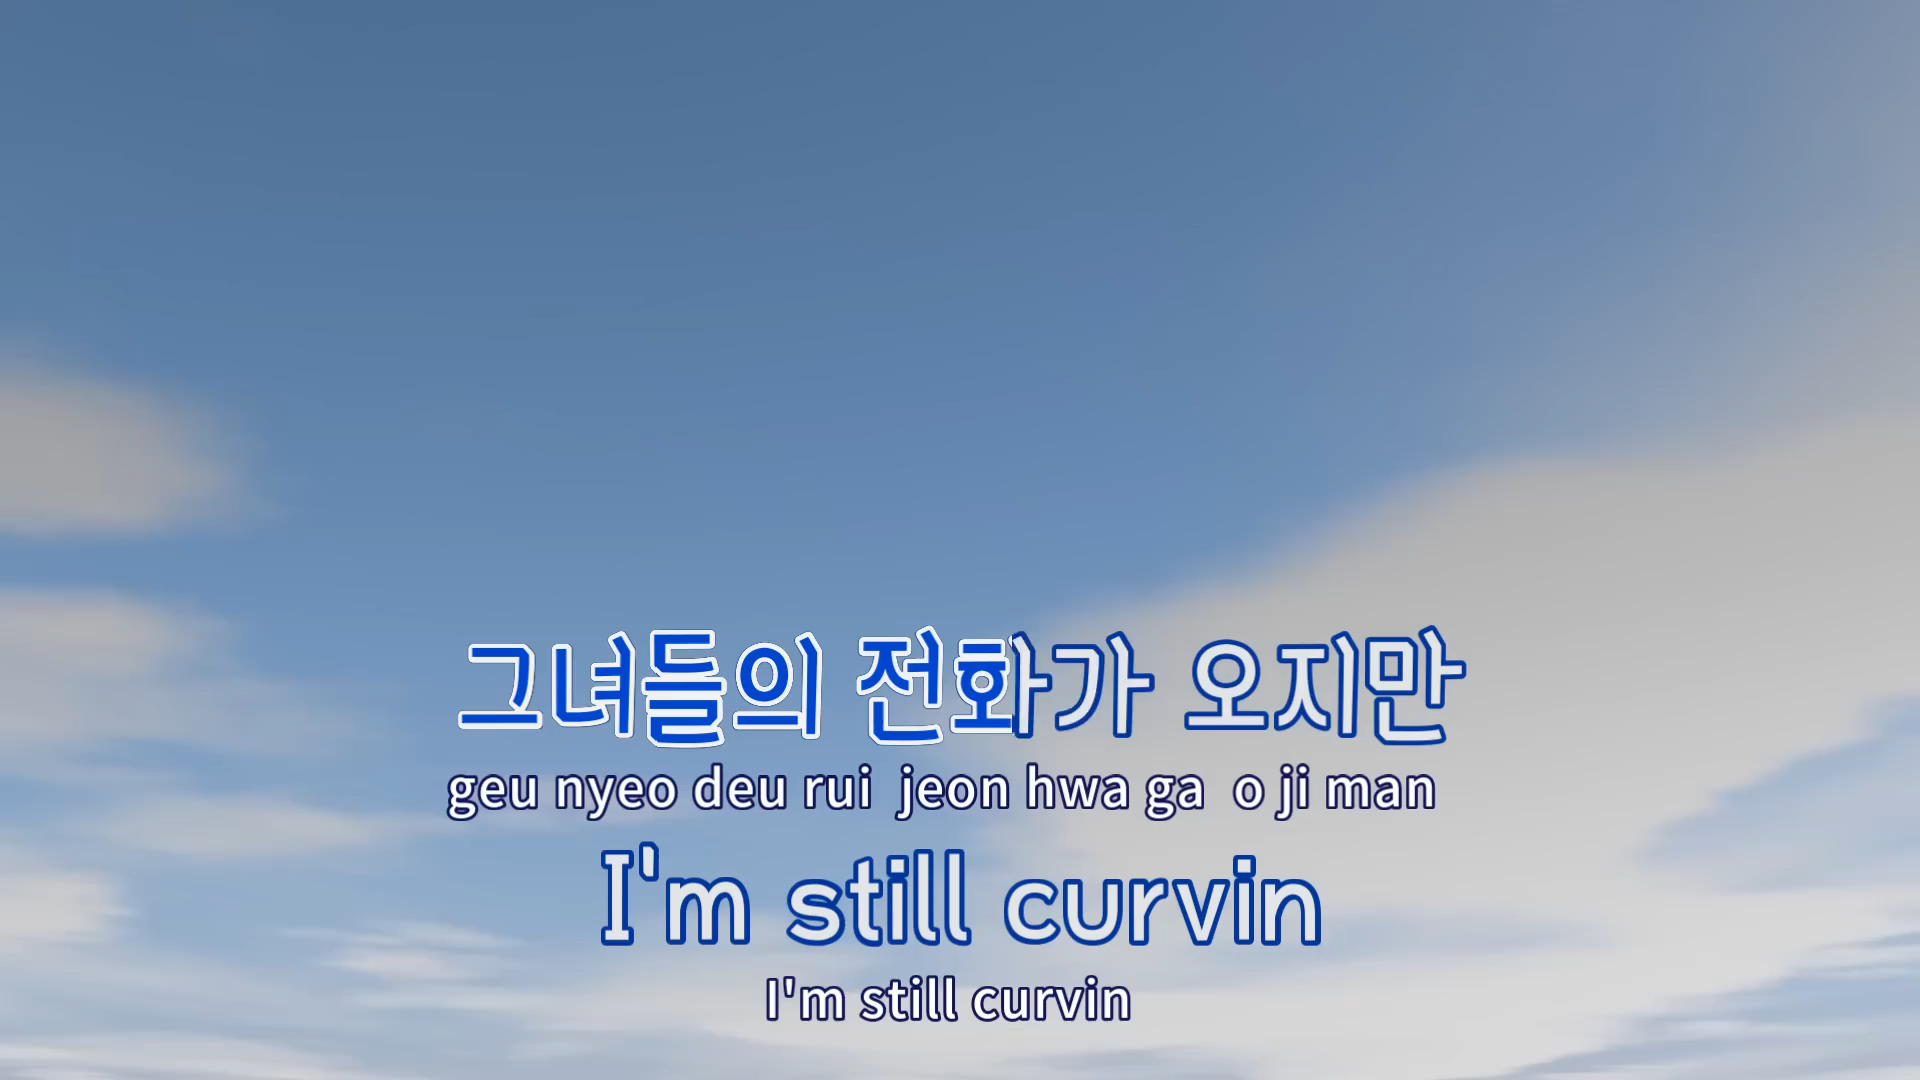 그녀들의 전화가 오지만
geu nyeo deu rui jeon hwa ga o ji man
I'm still curvin
I'm still curvin